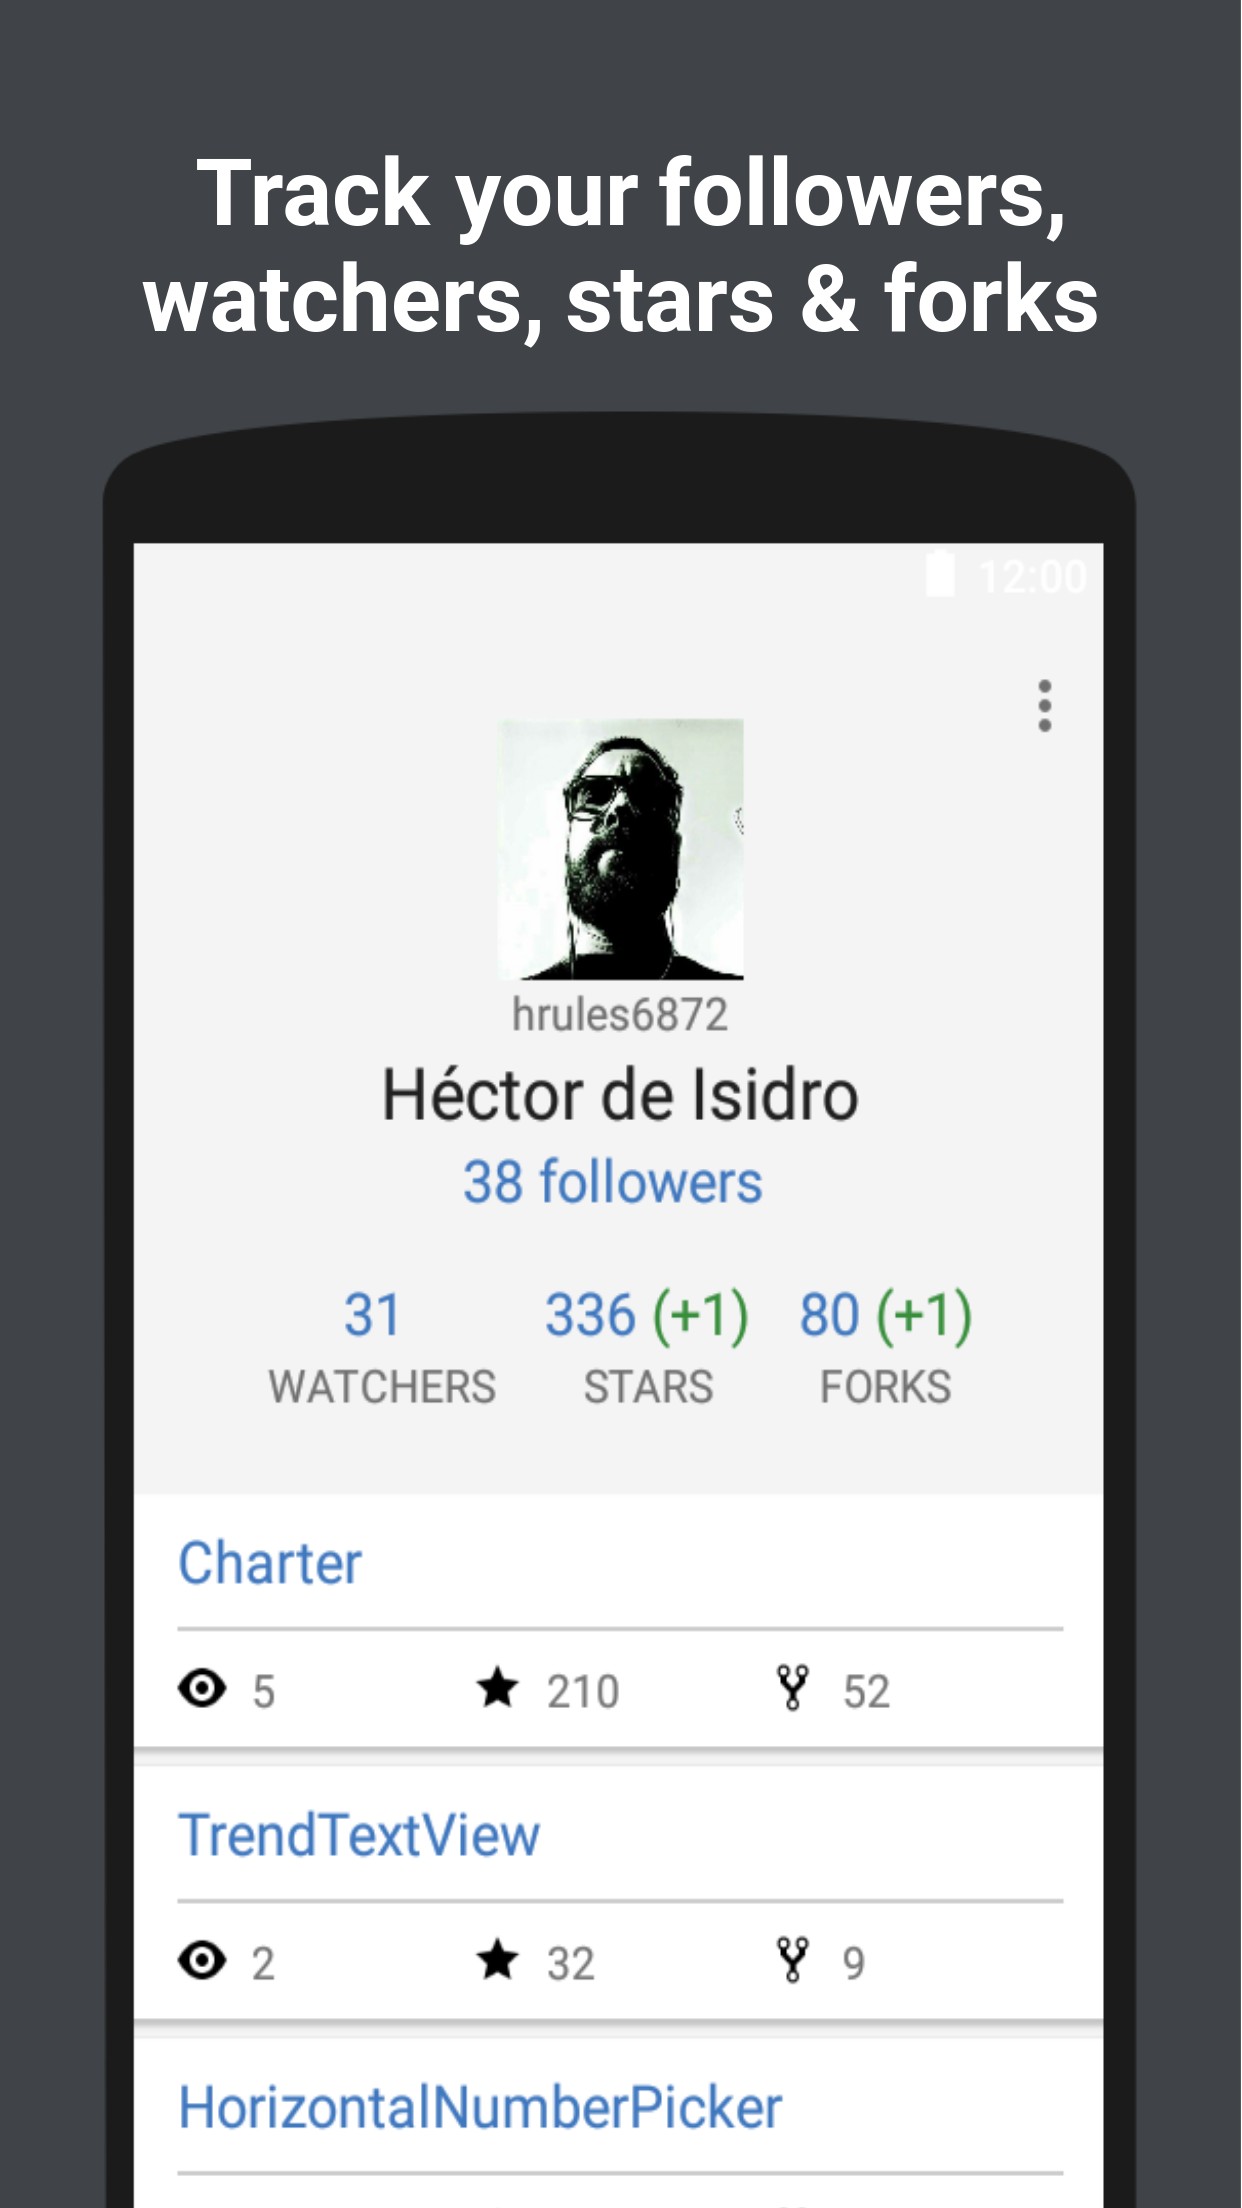 Track your followers,
watchers, stars & forks
12:00
hrules6872
Héctor de Isidro
38 followers
31 336 (+1) 80 (+1)
WATCHERS STARS FORKS
Charter
5 210 52
TrendTextView
2 32 9
HorizontalNumberPicker